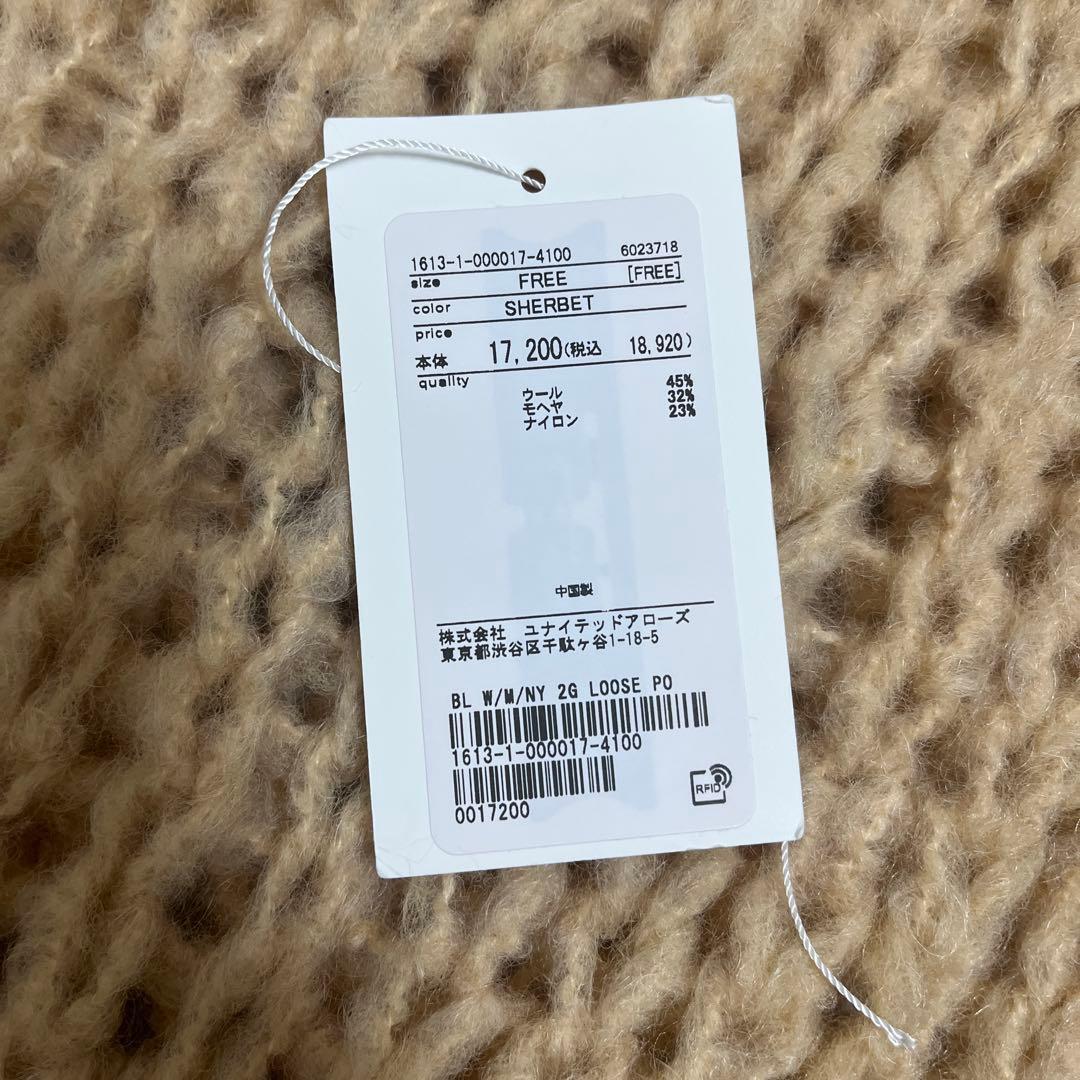 1613-1-000017-4100 6023718
size FREE [FREE]
color SHERBET
price
本体 17,200(税込 18,920)
quality
ウール 45%
モヘヤ 32%
ナイロン 23%
中国製
株式会社 ユナイテッドアローズ
東京都渋谷区千駄ヶ谷1-18-5
BL W/M/NY 2G LOOSE PO
1613-1-000017-4100
0017200
RFID